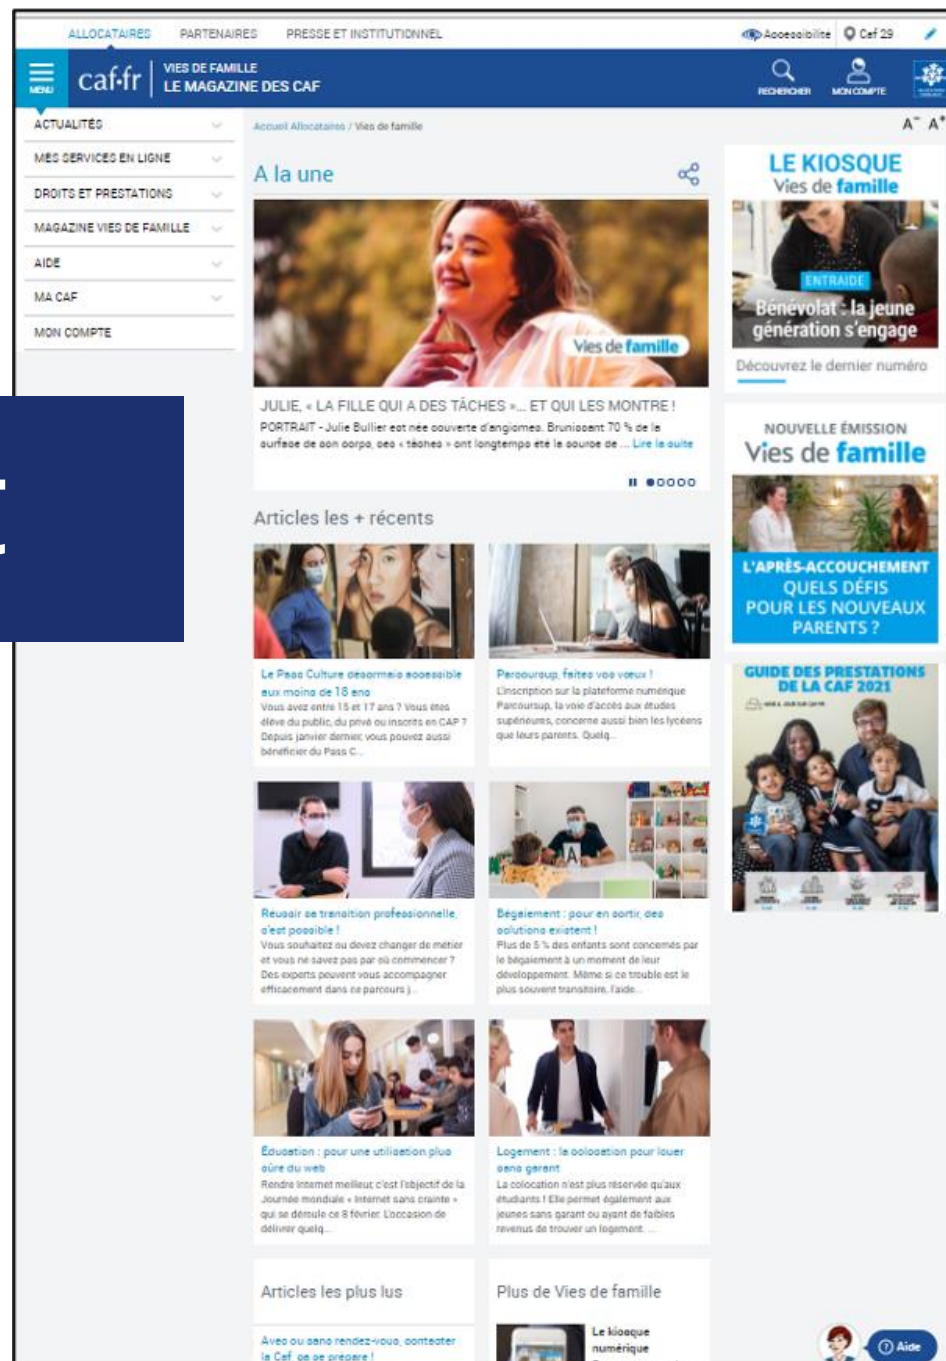 ALLOCATAIRES PARTENAIRES PRESSE ET INSTITUTIONNEL
Accessibilité Caf 29
MENU
caf·fr
VIES DE FAMILLE
LE MAGAZINE DES CAF
RECHERCHER MON COMPTE
ACTUALITÉS
MES SERVICES EN LIGNE
DROITS ET PRESTATIONS
MAGAZINE VIES DE FAMILLE
AIDE
MA CAF
MON COMPTE
Accueil Allocataires / Vies de famille
A⁻ A⁺
A la une
Vies de famille
JULIE, « LA FILLE QUI A DES TÂCHES »... ET QUI LES MONTRE !
PORTRAIT - Julie Bullier est née couverte d'angiomes. Brunissant 70 % de la
surface de son corps, ces « tâches » ont longtemps été la source de ... Lire la suite
Articles les + récents
Le Pass Culture désormais accessible
aux moins de 18 ans
Vous avez entre 15 et 17 ans ? Vous êtes
élève du public, du privé ou inscrits en CAP ?
Depuis janvier dernier, vous pouvez aussi
bénéficier du Pass C...
Parcoursup, faites vos vœux !
L'inscription sur la plateforme numérique
Parcoursup, la voie d'accès aux études
supérieures, concerne aussi bien les lycéens
que leurs parents. Quelq...
Réussir sa transition professionnelle,
c'est possible !
Vous souhaitez ou devez changer de métier
et vous ne savez pas par où commencer ?
Des experts peuvent vous accompagner
efficacement dans ce parcours j...
Bégaiement : pour en sortir, des
solutions existent !
Plus de 5 % des enfants sont concernés par
le bégaiement à un moment de leur
développement. Même si ce trouble est le
plus souvent transitoire, l'aide...
Éducation : pour une utilisation plus
sûre du web
Rendre Internet meilleur, c'est l'objectif de la
Journée mondiale « Internet sans crainte »
qui se déroule ce 8 février. L'occasion de
délivrer quelq...
Logement : la colocation pour louer
sans garant
La colocation n'est plus réservée qu'aux
étudiants ! Elle permet également aux
jeunes sans garant ou ayant de faibles
revenus de trouver un logement. ...
Articles les plus lus
Avec ou sans rendez-vous, contacter
la Caf, ça se prépare !
Plus de Vies de famille
Le kiosque
numérique
LE KIOSQUE
Vies de famille
ENTRAIDE
Bénévolat : la jeune
génération s'engage
Découvrez le dernier numéro
NOUVELLE ÉMISSION
Vies de famille
L'APRÈS-ACCOUCHEMENT
QUELS DÉFIS
POUR LES NOUVEAUX
PARENTS ?
GUIDE DES PRESTATIONS
DE LA CAF 2021
A
Aide